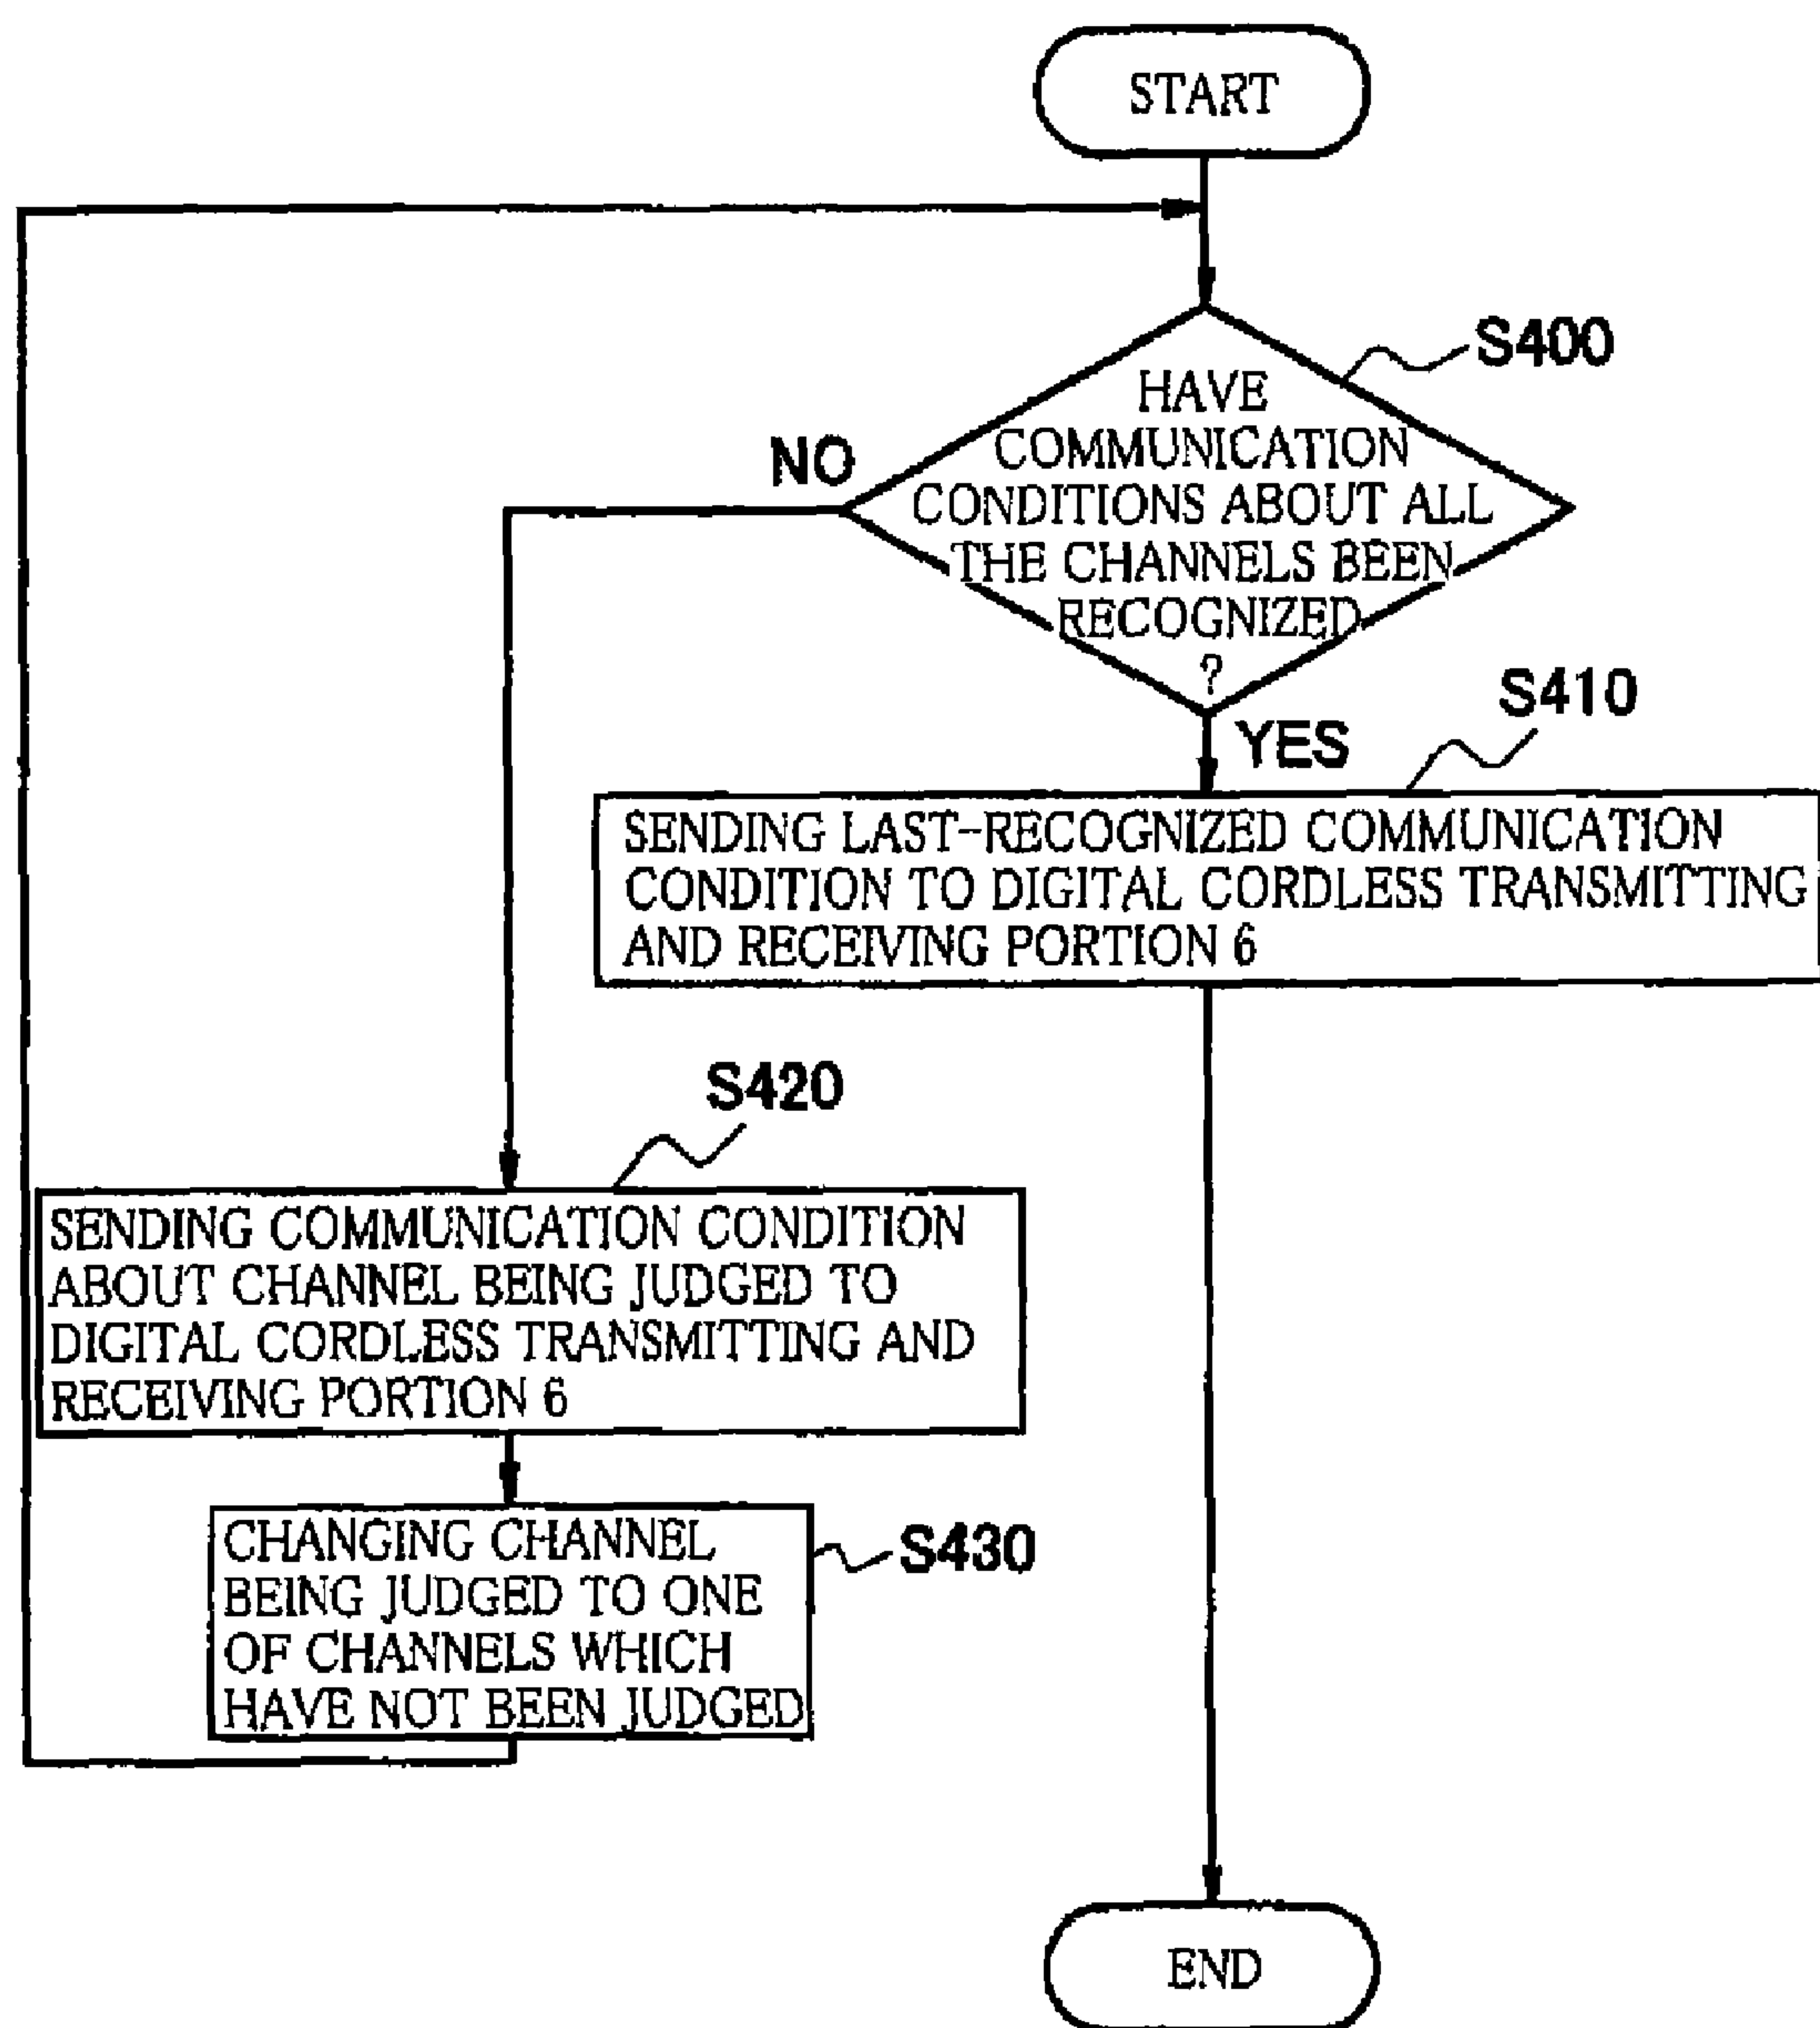 START
S400
HAVE
COMMUNICATION
CONDITIONS ABOUT ALL
THE CHANNELS BEEN
RECOGNIZED
?
NO
YES
S410
SENDING LAST-RECOGNIZED COMMUNICATION
CONDITION TO DIGITAL CORDLESS TRANSMITTING
AND RECEIVING PORTION 6
S420
SENDING COMMUNICATION CONDITION
ABOUT CHANNEL BEING JUDGED TO
DIGITAL CORDLESS TRANSMITTING AND
RECEIVING PORTION 6
S430
CHANGING CHANNEL
BEING JUDGED TO ONE
OF CHANNELS WHICH
HAVE NOT BEEN JUDGED
END